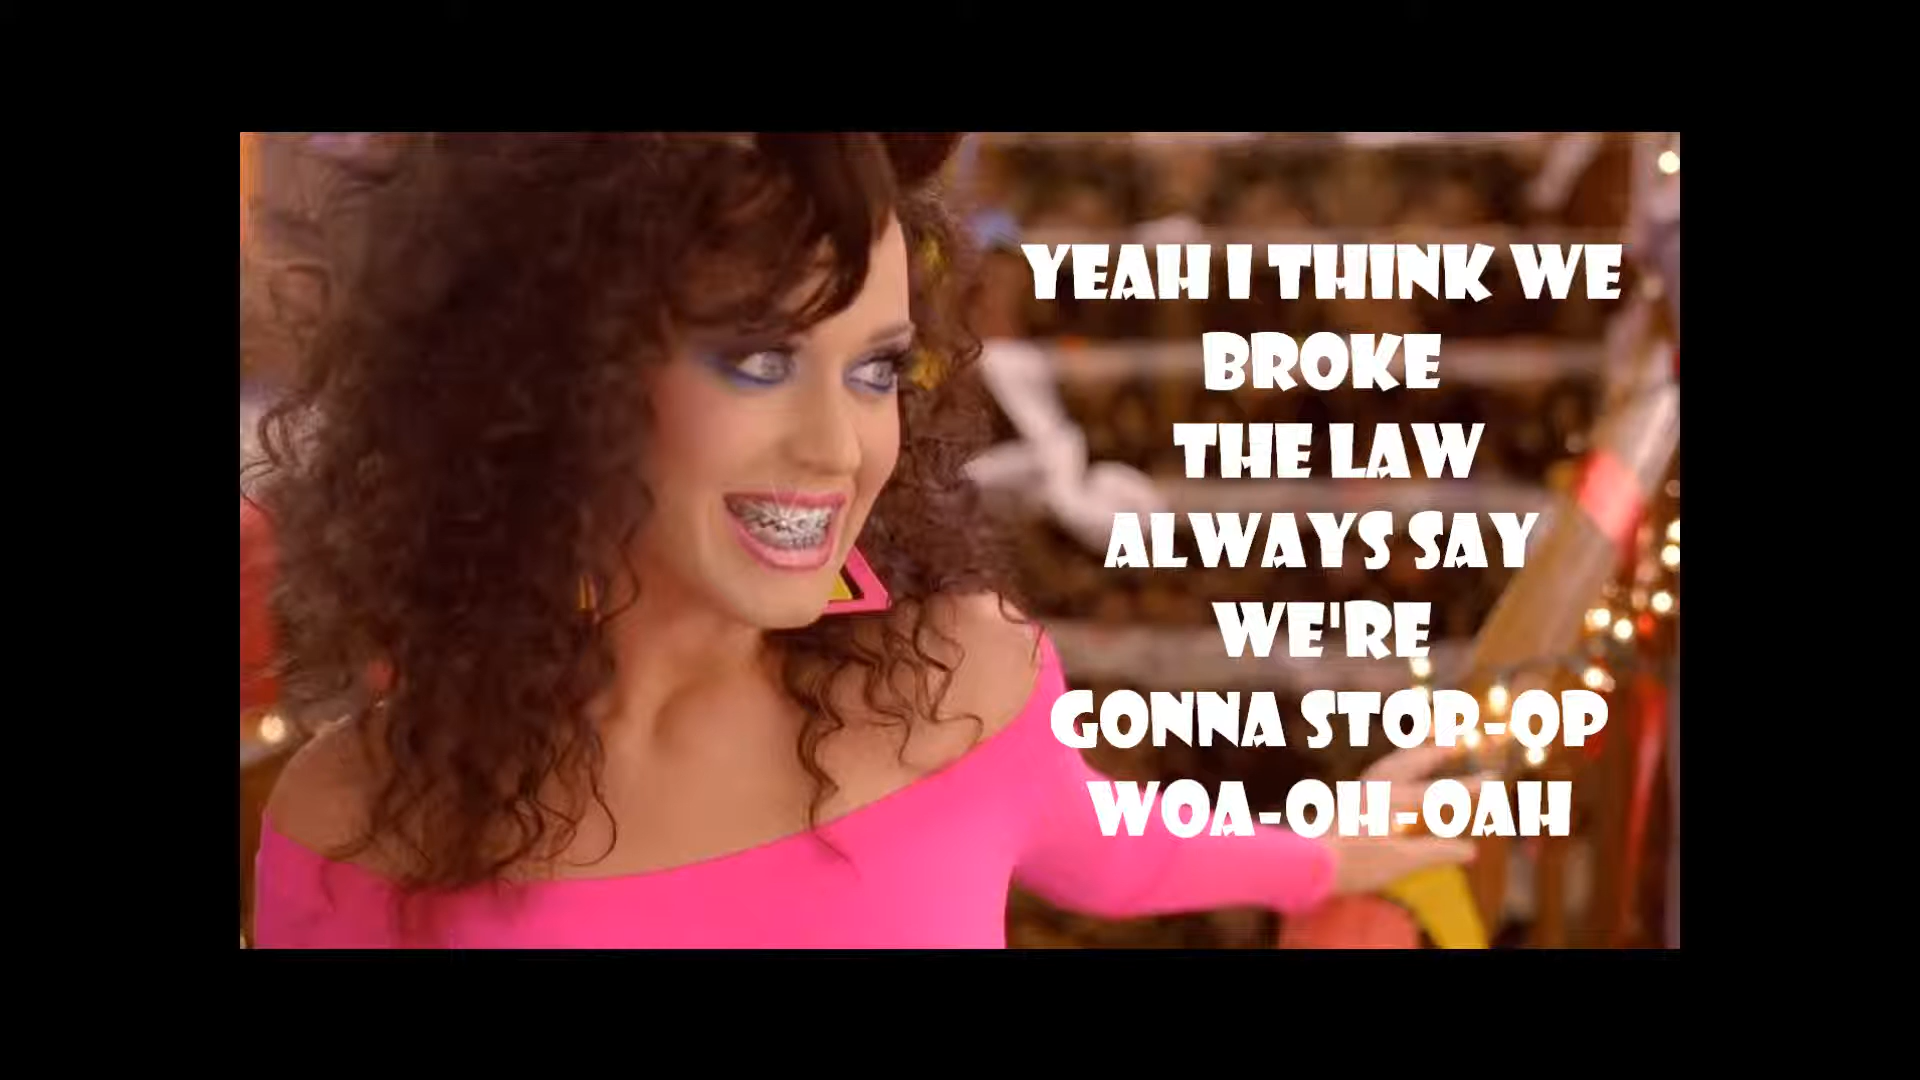 YEAH I THINK WE
BROKE
THE LAW
ALWAYS SAY
WE'RE
GONNA STOP-OP
WOA-OH-OAH